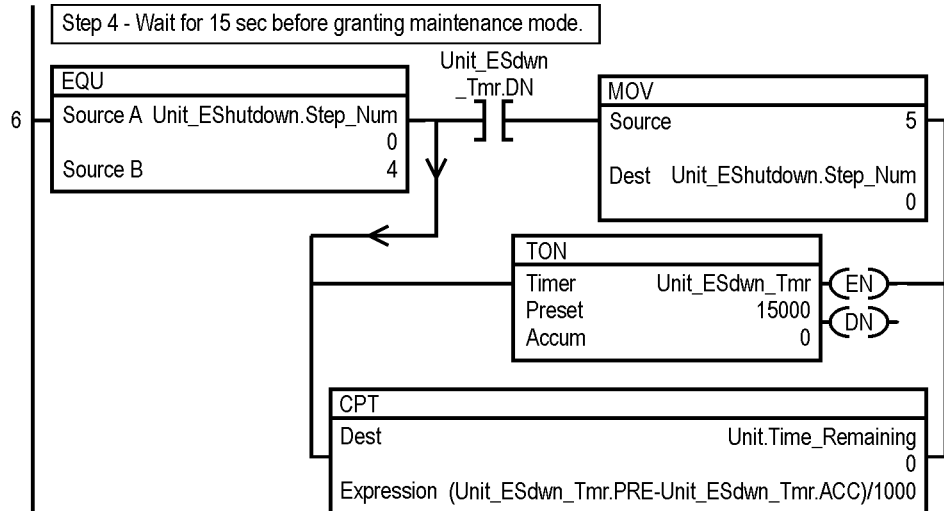 Step 4 - Wait for 15 sec before granting maintenance mode.
Unit_ESdwn
_Tmr.DN
6
EQU
Source A Unit_EShutdown.Step_Num
0
Source B 4
MOV
Source 5
Dest Unit_EShutdown.Step_Num
0
TON
Timer Unit_ESdwn_Tmr
Preset 15000
Accum 0
EN
DN
CPT
Dest Unit.Time_Remaining
0
Expression (Unit_ESdwn_Tmr.PRE-Unit_ESdwn_Tmr.ACC)/1000